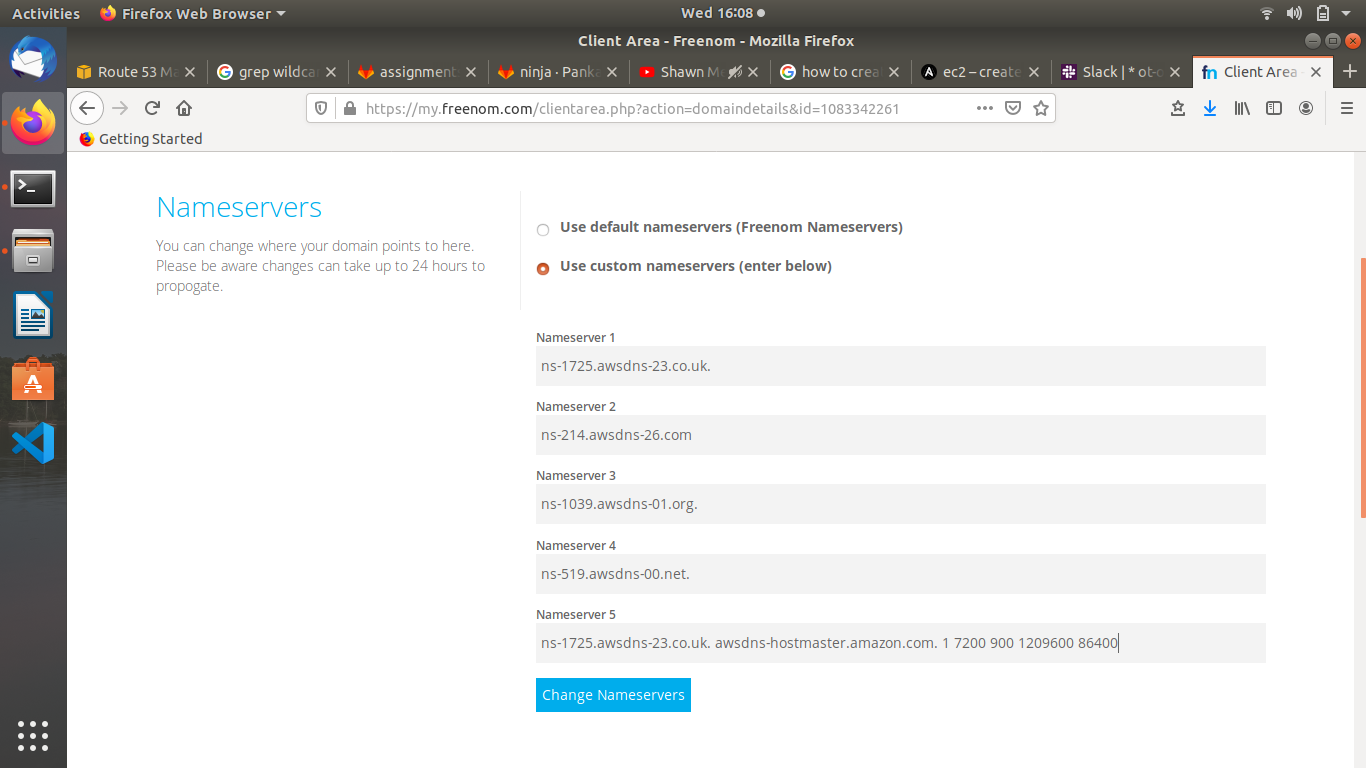 Activities
Firefox Web Browser
Wed 16:08
Client Area - Freenom - Mozilla Firefox
Route 53 Ma
grep wildcar
assignment
ninja · Panka
Shawn Me
how to crea
ec2 – create
Slack | * ot-o
Client Area
https://my.freenom.com/clientarea.php?action=domaindetails&id=1083342261
Getting Started
Nameservers
You can change where your domain points to here.
Please be aware changes can take up to 24 hours to
propogate.
Use default nameservers (Freenom Nameservers)
Use custom nameservers (enter below)
Nameserver 1
ns-1725.awsdns-23.co.uk.
Nameserver 2
ns-214.awsdns-26.com
Nameserver 3
ns-1039.awsdns-01.org.
Nameserver 4
ns-519.awsdns-00.net.
Nameserver 5
ns-1725.awsdns-23.co.uk. awsdns-hostmaster.amazon.com. 1 7200 900 1209600 86400
Change Nameservers